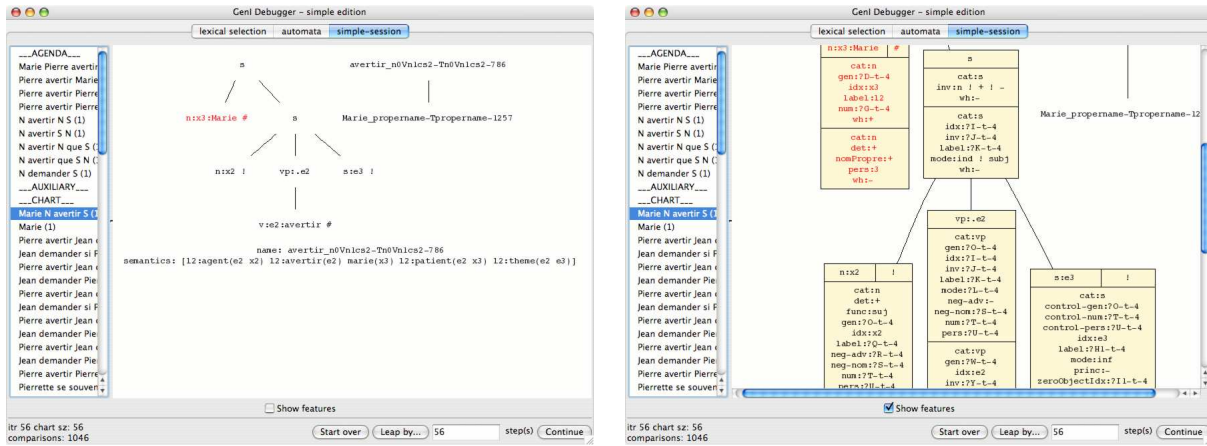 GenI Debugger - simple edition
lexical selection automata simple-session
___AGENDA___
Marie Pierre avertir
Pierre avertir Marie
Pierre avertir Pierre
Pierre avertir Pierre
N avertir N S (1)
N avertir S N (1)
N avertir N que S (
N avertir que S N (
N demander S (1)
___AUXILIARY___
___CHART___
Marie N avertir S (1
Marie (1)
Pierre avertir Jean
Jean demander si P
Pierre avertir Jean
Jean demander Pie
Pierre avertir Jean
Jean demander si P
Pierre avertir Jean
Jean demander Pie
Pierre avertir Pierre
Jean demander Pie
Pierre avertir Pierre
Pierrette se souven
s
avertir_n0Vn1cs2-Tn0Vn1cs2-786
n:x3:Marie #
s
Marie_propername-Tpropername-1257
n:x2 !
vp:.e2
s:e3 !
v:e2:avertir #
name: avertir_n0Vn1cs2-Tn0Vn1cs2-786
semantics: [l2:agent(e2 x2) l2:avertir(e2) marie(x3) l2:patient(e2 x3) l2:theme(e2 e3)]
Show features
itr 56 chart sz: 56
comparisons: 1046
Start over Leap by... 56 step(s) Continue
GenI Debugger - simple edition
lexical selection automata simple-session
___AGENDA___
Marie Pierre avertir
Pierre avertir Marie
Pierre avertir Pierre
Pierre avertir Pierre
N avertir N S (1)
N avertir S N (1)
N avertir N que S (
N avertir que S N (
N demander S (1)
___AUXILIARY___
___CHART___
Marie N avertir S (1
Marie (1)
Pierre avertir Jean
Jean demander si P
Pierre avertir Jean
Jean demander Pie
Pierre avertir Jean
Jean demander si P
Pierre avertir Jean
Jean demander Pie
Pierre avertir Pierre
Jean demander Pie
Pierre avertir Pierre
Pierrette se souven
n:x3:Marie #
cat:n
gen:?D-t-4
idx:x3
label:l2
num:?G-t-4
wh:+
cat:n
det:+
nomPropre:+
pers:3
wh:-
s
cat:s
inv:n ! + ! -
wh:-
cat:s
idx:?I-t-4
inv:?J-t-4
label:?K-t-4
mode:ind ! subj
wh:-
Marie_propername-Tpropername-12
n:x2 !
cat:n
det:+
func:suj
gen:?O-t-4
idx:x2
label:?Q-t-4
neg-adv:?R-t-4
neg-nom:?S-t-4
num:?T-t-4
pers:?U-t-4
vp:.e2
cat:vp
gen:?O-t-4
idx:?I-t-4
inv:?J-t-4
label:?K-t-4
mode:?L-t-4
neg-adv:-
neg-nom:?S-t-4
num:?T-t-4
pers:?U-t-4
cat:vp
gen:?W-t-4
idx:e2
inv:?Y-t-4
s:e3 !
cat:s
control-gen:?O-t-4
control-num:?T-t-4
control-pers:?U-t-4
idx:e3
label:?H1-t-4
mode:inf
princ:-
zeroObjectIdx:?I1-t-4
Show features
itr 56 chart sz: 56
comparisons: 1046
Start over Leap by... 56 step(s) Continue